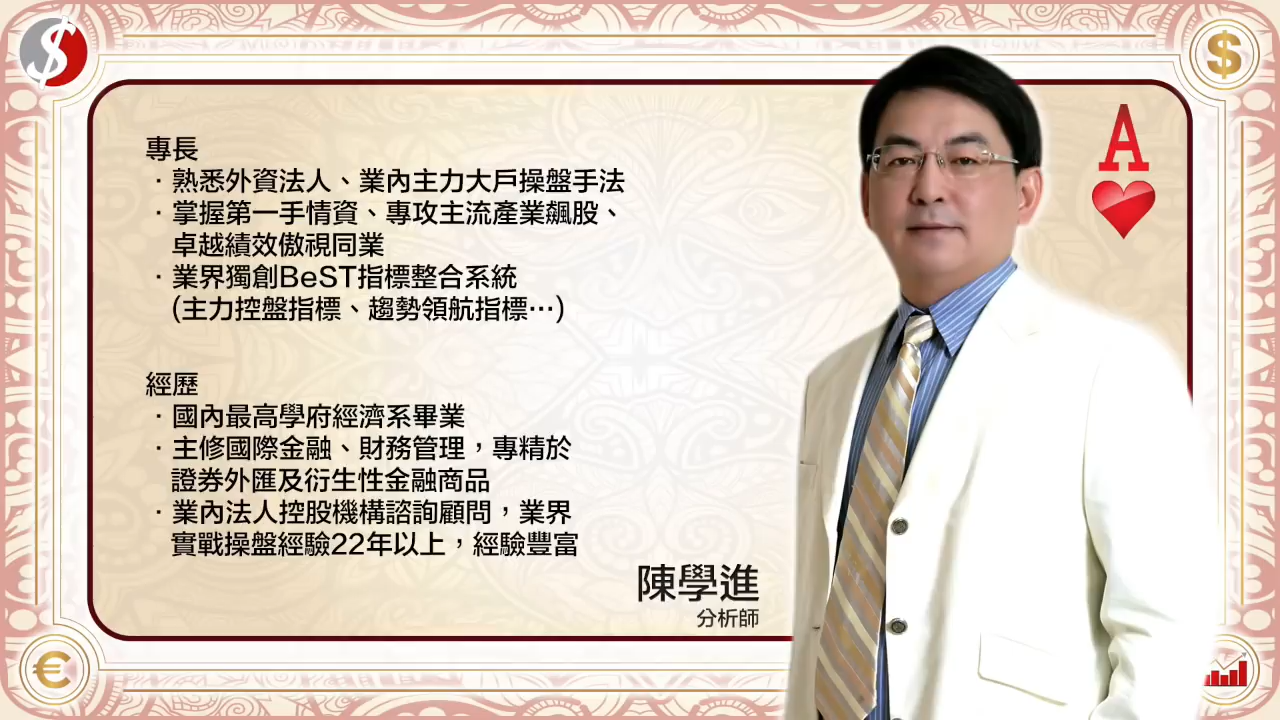 A
專長
・熟悉外資法人、業內主力大戶操盤手法
・掌握第一手情資、專攻主流產業飆股、
卓越績效傲視同業
・業界獨創BeST指標整合系統
(主力控盤指標、趨勢領航指標…)
經歷
・國內最高學府經濟系畢業
・主修國際金融、財務管理，專精於
證券外匯及衍生性金融商品
・業內法人控股機構諮詢顧問，業界
實戰操盤經驗22年以上，經驗豐富
陳學進
分析師